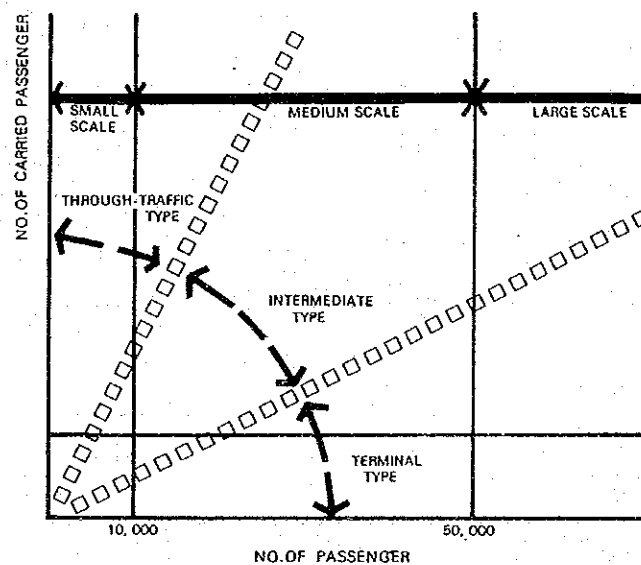 NO.OF CARRIED PASSENGER
SMALL
SCALE
MEDIUM SCALE
LARGE SCALE
THROUGH-TRAFFIC
TYPE
INTERMEDIATE
TYPE
TERMINAL
TYPE
10,000
50,000
NO.OF PASSENGER